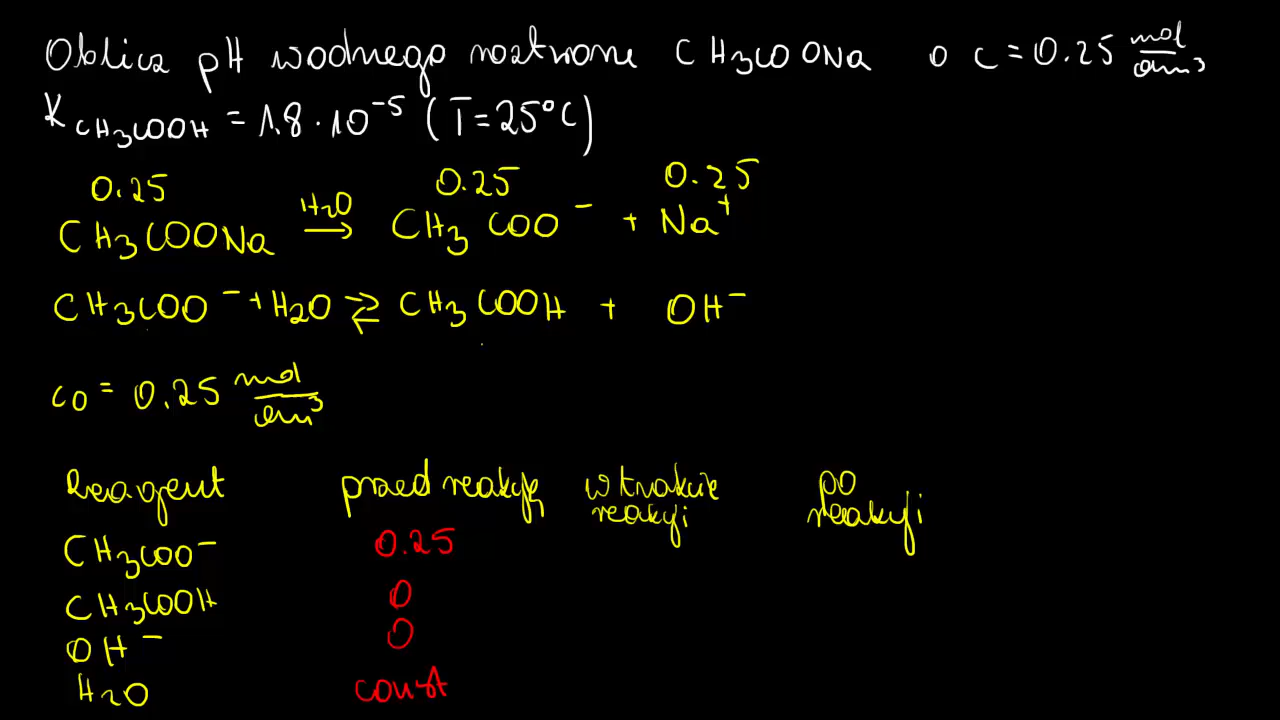 Oblicz pH wodnego roztworu CH3COONa o c = 0.25 mol/dm³
K CH3COOH = 1.8 · 10⁻⁵ (T = 25°C)
0.25 0.25 0.25
CH3COONa H2O → CH3COO⁻ + Na⁺
CH3COO⁻ + H2O ⇄ CH3COOH + OH⁻
c0 = 0.25 mol/dm³
Reagent przed reakcją w trakcie reakcji po reakcji
CH3COO⁻ 0.25
CH3COOH 0
OH⁻ 0
H2O const